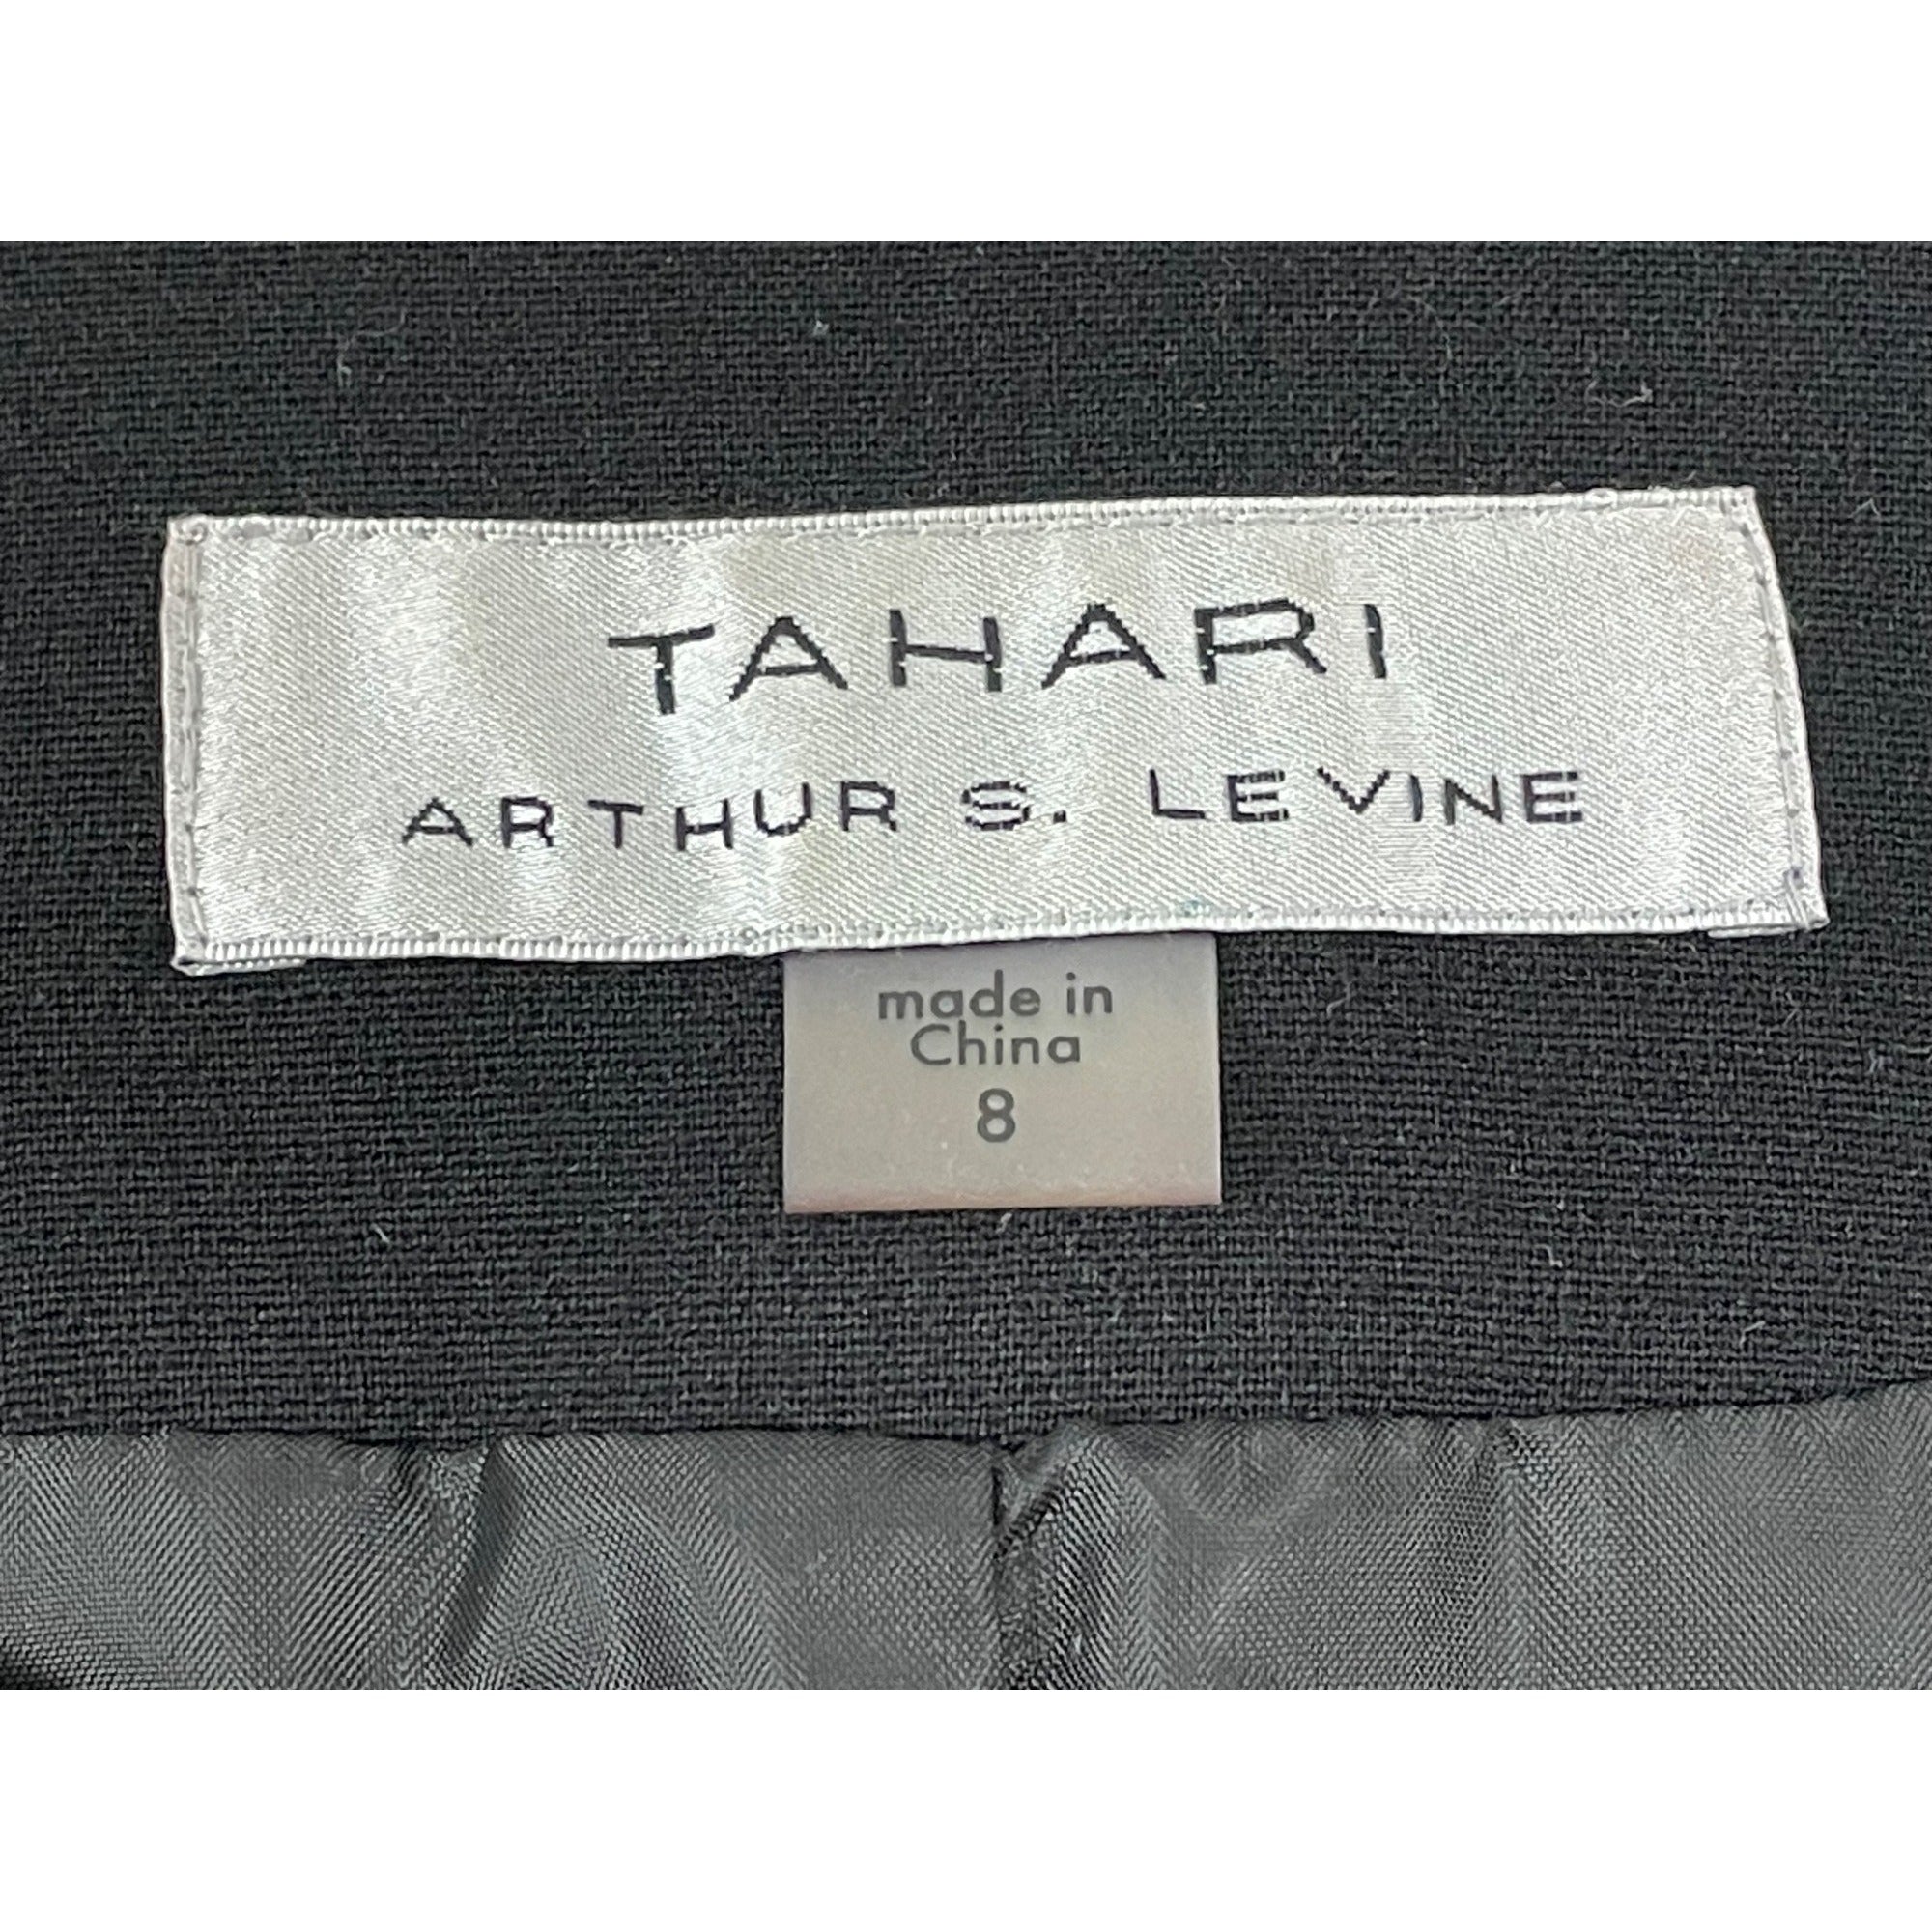 TAHARI
ARTHUR S. LEVINE
made in
China
8